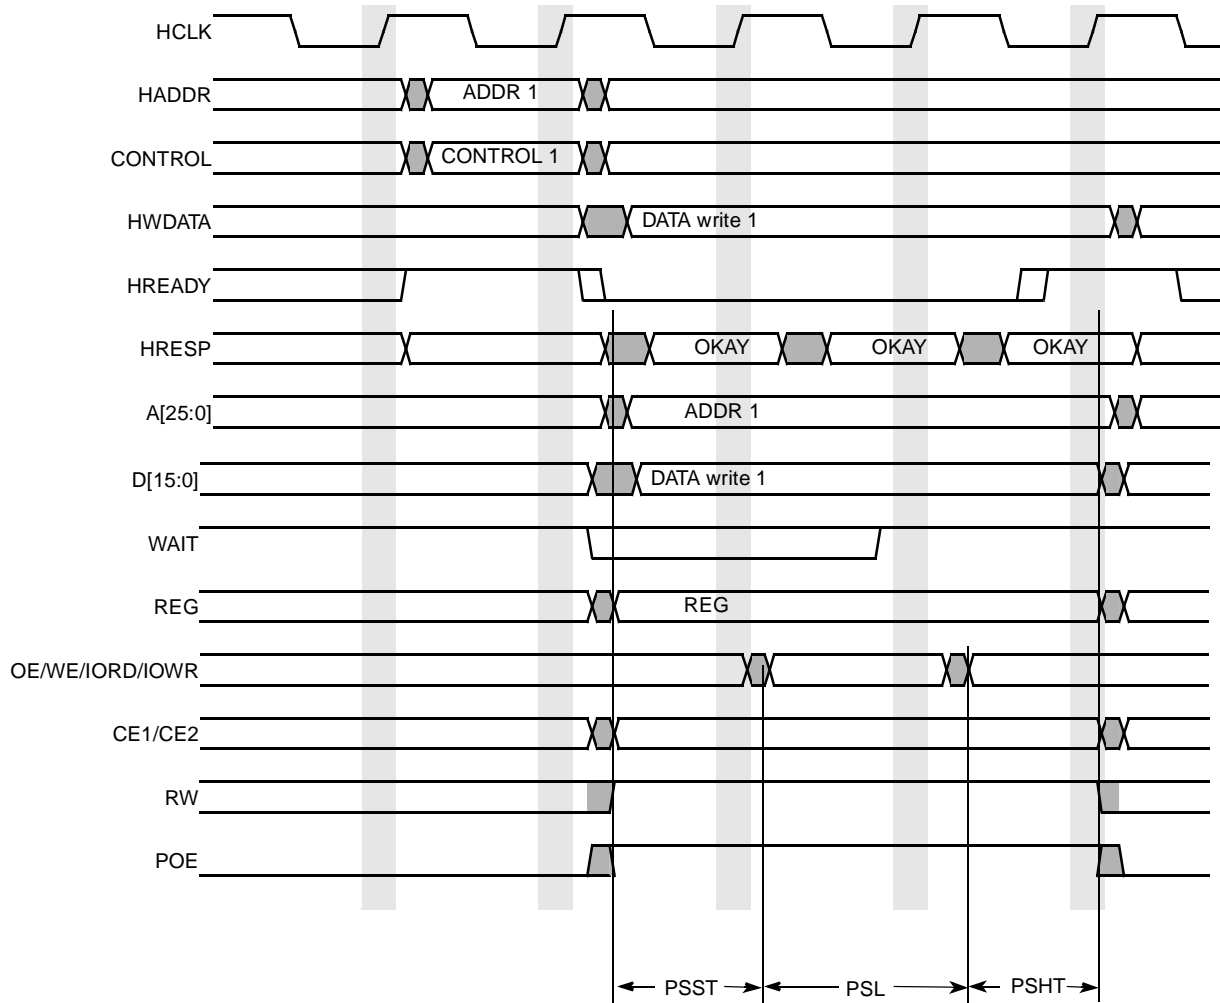 HCLK
HADDR ADDR 1
CONTROL CONTROL 1
HWDATA DATA write 1
HREADY
HRESP OKAY OKAY OKAY
A[25:0] ADDR 1
D[15:0] DATA write 1
WAIT
REG REG
OE/WE/IORD/IOWR
CE1/CE2
RW
POE
PSST PSL PSHT